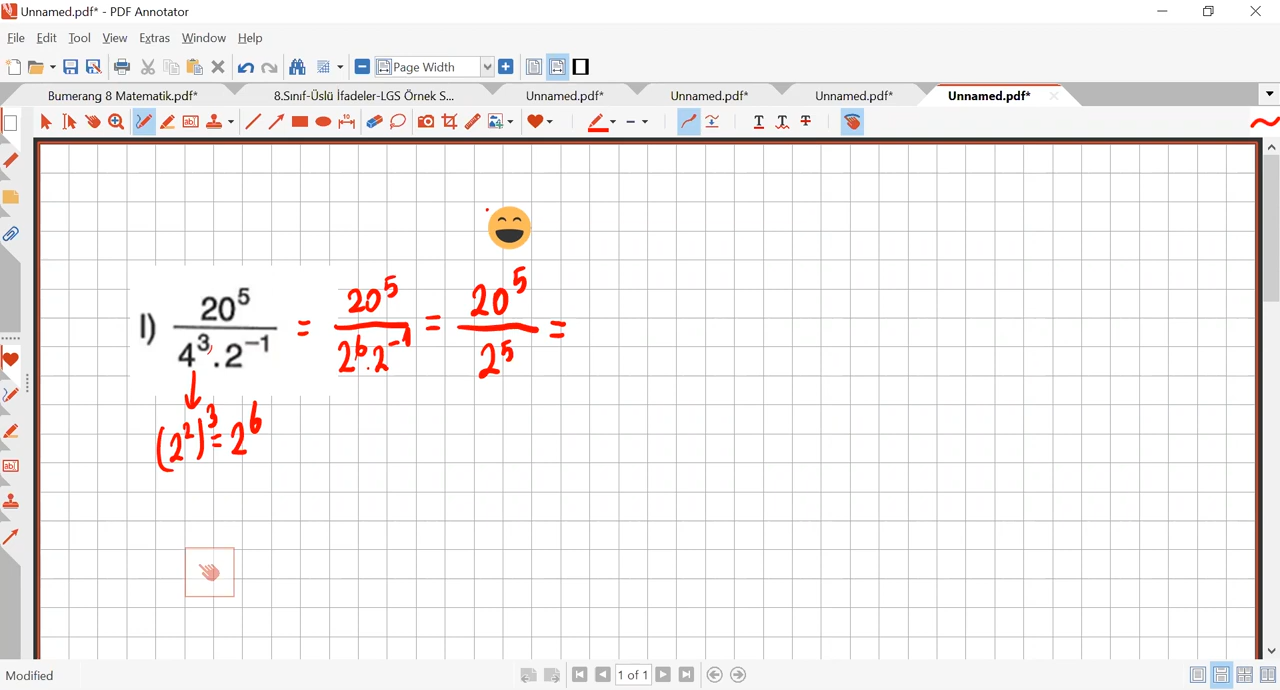 Unnamed.pdf* - PDF Annotator
File Edit Tool View Extras Window Help
Page Width
Bumerang 8 Matematik.pdf* 8.Sınıf-Üslü İfadeler-LGS Örnek S... Unnamed.pdf* Unnamed.pdf* Unnamed.pdf* Unnamed.pdf*
I) 20⁵ / 4³ . 2⁻¹ = 20⁵ / 2⁶ . 2⁻¹ = 20⁵ / 2⁵ =
(2²)³ = 2⁶
Modified 1 of 1